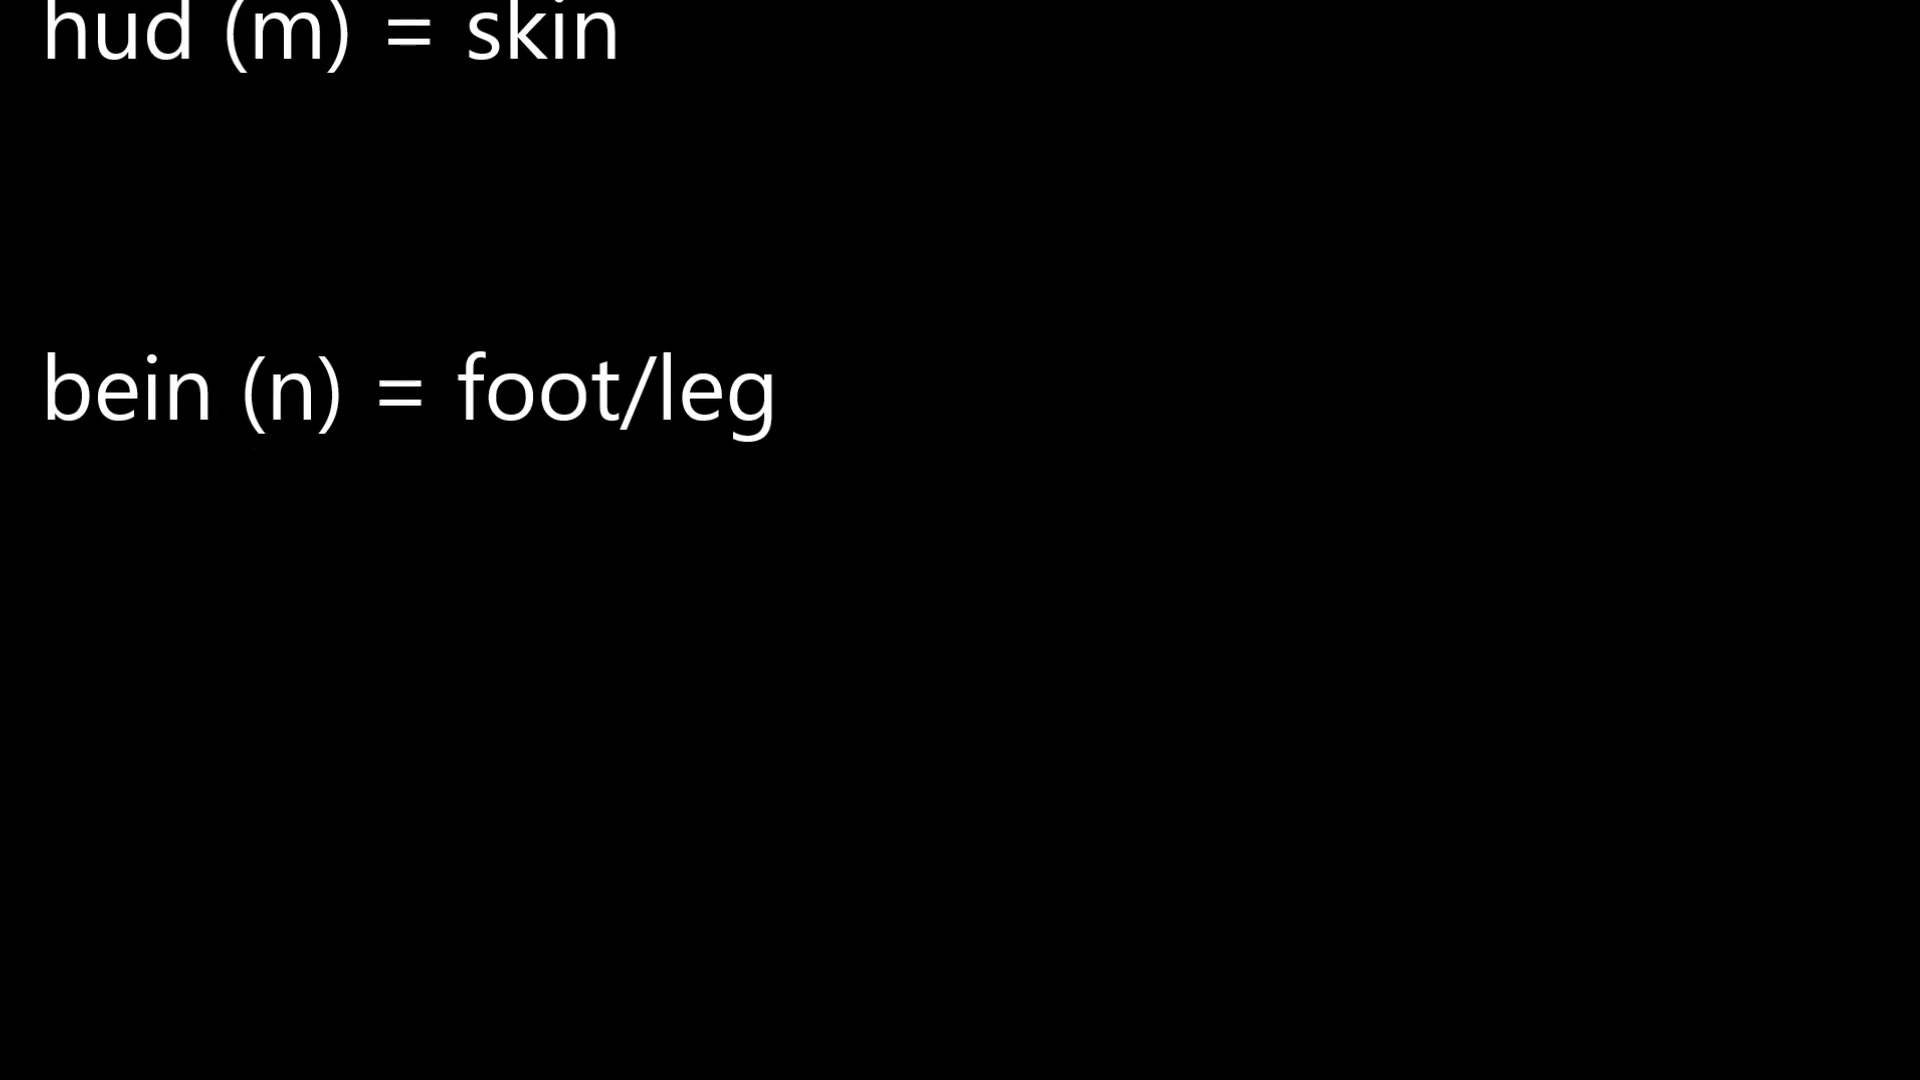 hud (m) = skin
bein (n) = foot/leg